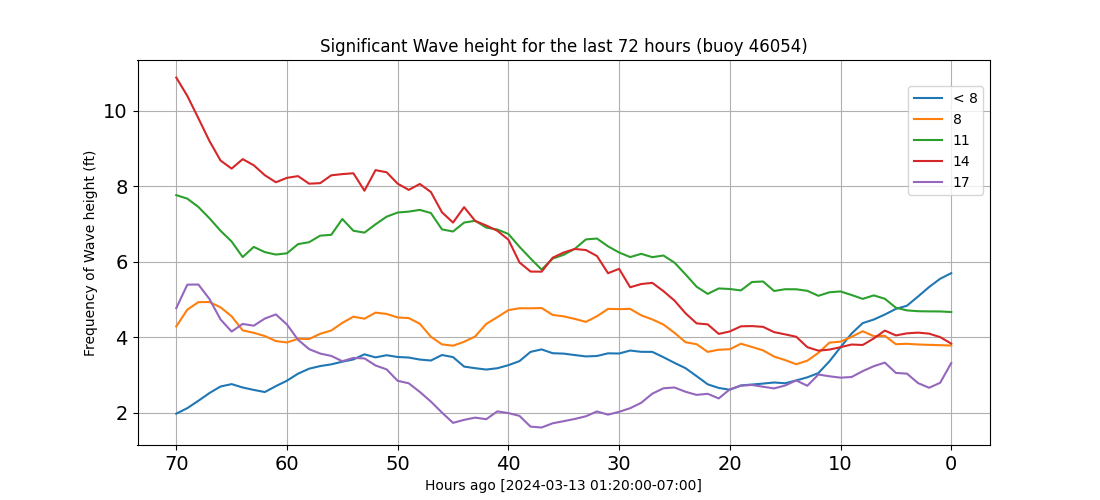 Significant Wave height for the last 72 hours (buoy 46054)
Frequency of Wave height (ft)
10
8
6
4
2
< 8
8
11
14
17
70 60 50 40 30 20 10 0
Hours ago [2024-03-13 01:20:00-07:00]